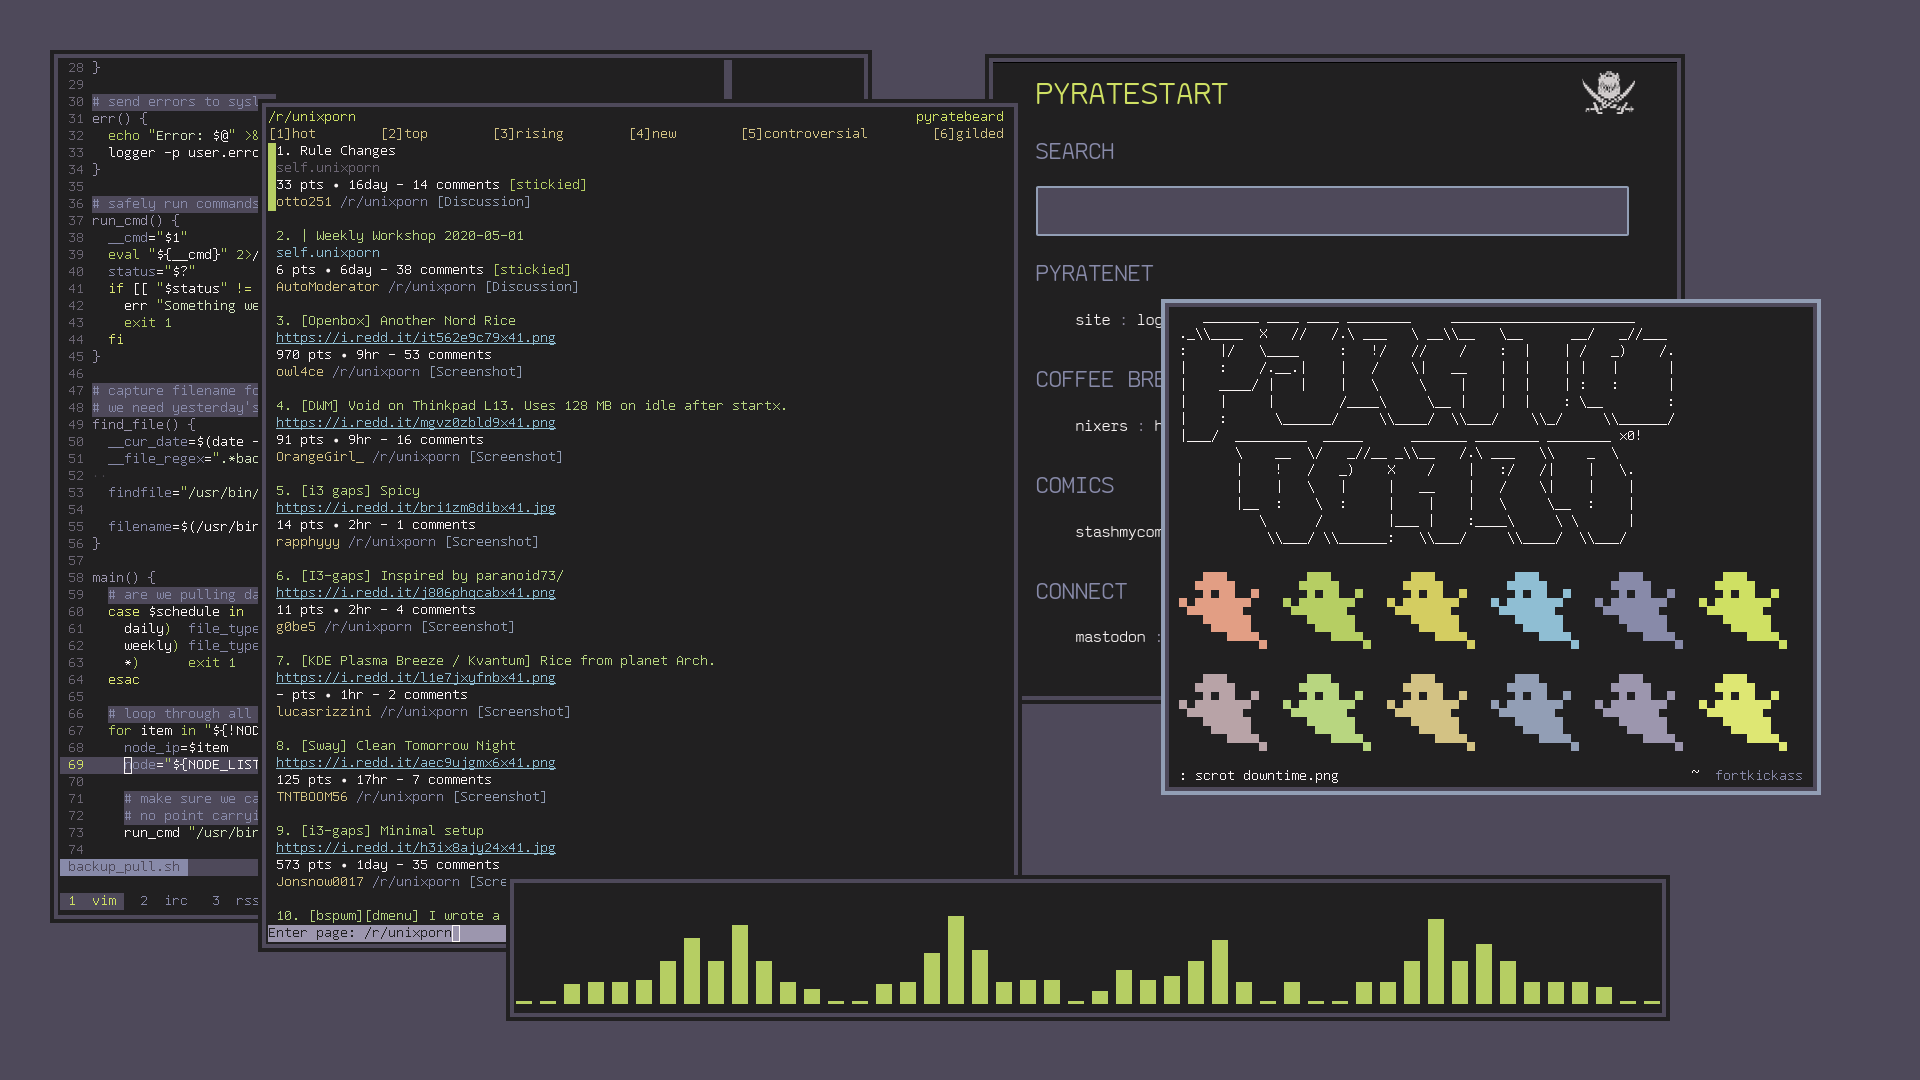 28 }
29
30 # send errors to sysl
31 err() {
32 echo "Error: $@" >&
33 logger -p user.erro
34 }
35
36 # safely run commands
37 run_cmd() {
38 __cmd="$1"
39 eval "${__cmd}" 2>/
40 status="$?"
41 if [[ "$status" !=
42 err "Something we
43 exit 1
44 fi
45 }
46
47 # capture filename fo
48 # we need yesterday's
49 find_file() {
50 __cur_date=$(date -
51 __file_regex=".*bac
52
53 findfile="/usr/bin/
54
55 filename=$(/usr/bin
56 }
57
58 main() {
59 # are we pulling da
60 case $schedule in
61 daily) file_type
62 weekly) file_type
63 *) exit 1
64 esac
65
66 # loop through all
67 for item in "${!NOD
68 node_ip=$item
69 node="${NODE_LIST
70
71 # make sure we ca
72 # no point carryi
73 run_cmd "/usr/bin
74
backup_pull.sh
1 vim 2 irc 3 rss
/r/unixporn pyratebeard
[1]hot [2]top [3]rising [4]new [5]controversial [6]gilded
1. Rule Changes
self.unixporn
33 pts • 16day - 14 comments [stickied]
otto251 /r/unixporn [Discussion]
2. | Weekly Workshop 2020-05-01
self.unixporn
6 pts • 6day - 38 comments [stickied]
AutoModerator /r/unixporn [Discussion]
3. [Openbox] Another Nord Rice
https://i.redd.it/it562e9c79x41.png
970 pts • 9hr - 53 comments
owl4ce /r/unixporn [Screenshot]
4. [DWM] Void on Thinkpad L13. Uses 128 MB on idle after startx.
https://i.redd.it/mgvz0zbld9x41.png
91 pts • 9hr - 16 comments
OrangeGirl_ /r/unixporn [Screenshot]
5. [i3 gaps] Spicy
https://i.redd.it/bri1zm8dibx41.jpg
14 pts • 2hr - 1 comments
rapphyyy /r/unixporn [Screenshot]
6. [I3-gaps] Inspired by paranoid73/
https://i.redd.it/j806phqcabx41.png
11 pts • 2hr - 4 comments
g0be5 /r/unixporn [Screenshot]
7. [KDE Plasma Breeze / Kvantum] Rice from planet Arch.
https://i.redd.it/l1e7jxyfnbx41.png
- pts • 1hr - 2 comments
lucasrizzini /r/unixporn [Screenshot]
8. [Sway] Clean Tomorrow Night
https://i.redd.it/aec9ujgmx6x41.png
125 pts • 17hr - 7 comments
TNTBOOM56 /r/unixporn [Screenshot]
9. [i3-gaps] Minimal setup
https://i.redd.it/h3ix8ajy24x41.jpg
573 pts • 1day - 35 comments
Jonsnow0017 /r/unixporn [Scre
10. [bspwm][dmenu] I wrote a
Enter page: /r/unixporn
PYRATESTART
SEARCH
PYRATENET
site : log
COFFEE BRE
nixers : h
COMICS
stashmycom
CONNECT
mastodon :
PYRATE
x0!
BEARD
: scrot downtime.png ~ fortkickass